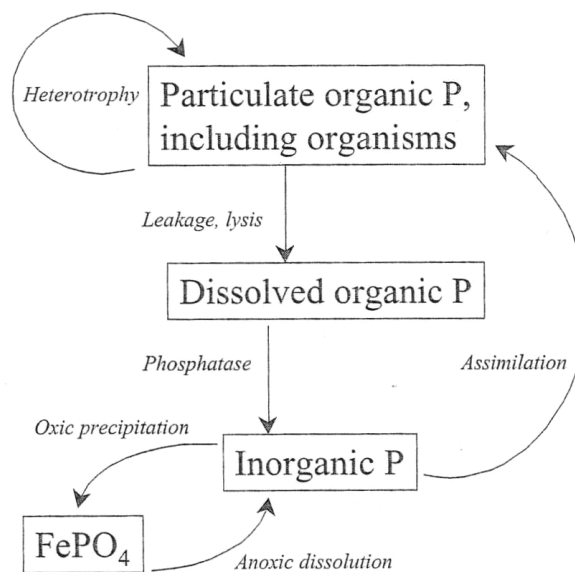 Heterotrophy
Particulate organic P,
including organisms
Leakage, lysis
Dissolved organic P
Phosphatase
Assimilation
Oxic precipitation
Inorganic P
FePO₄
Anoxic dissolution